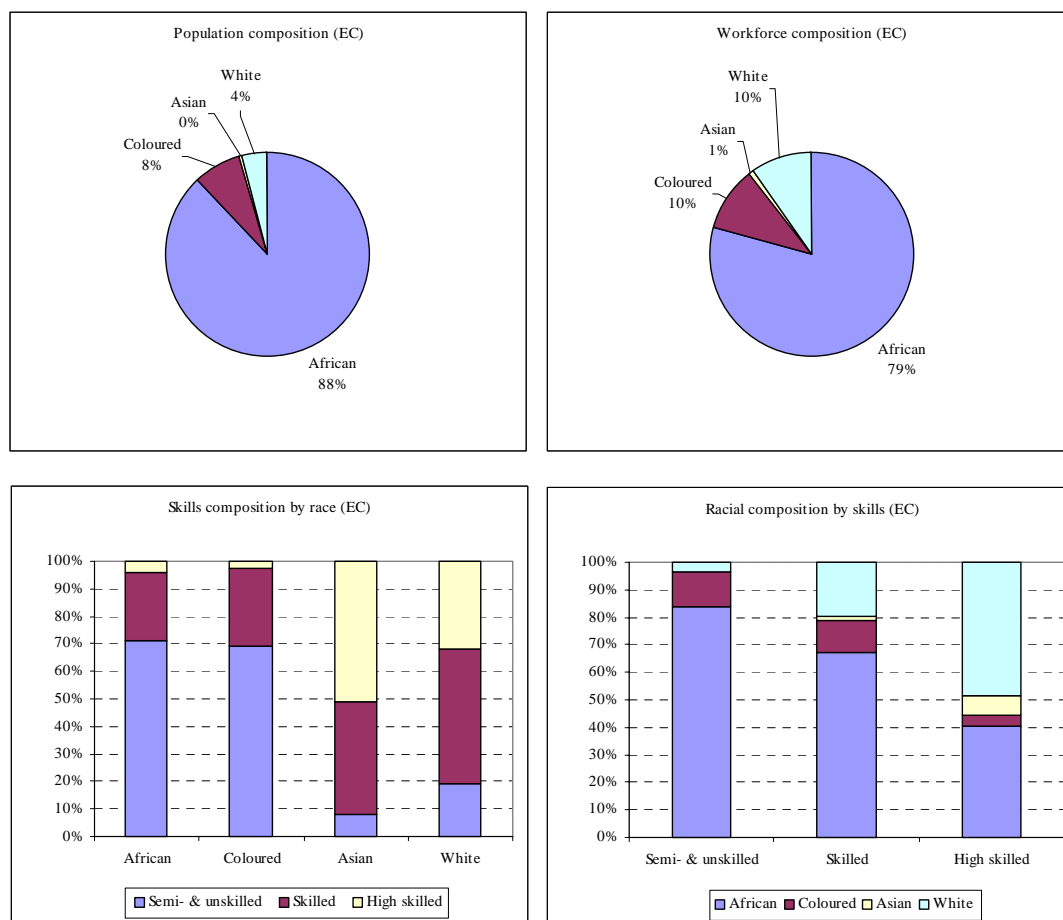 Population composition (EC)
White
4%
Asian
0%
Coloured
8%
African
88%
Workforce composition (EC)
White
10%
Asian
1%
Coloured
10%
African
79%
Skills composition by race (EC)
100%
90%
80%
70%
60%
50%
40%
30%
20%
10%
0%
African Coloured Asian White
Semi- & unskilled Skilled High skilled
Racial composition by skills (EC)
100%
90%
80%
70%
60%
50%
40%
30%
20%
10%
0%
Semi- & unskilled Skilled High skilled
African Coloured Asian White